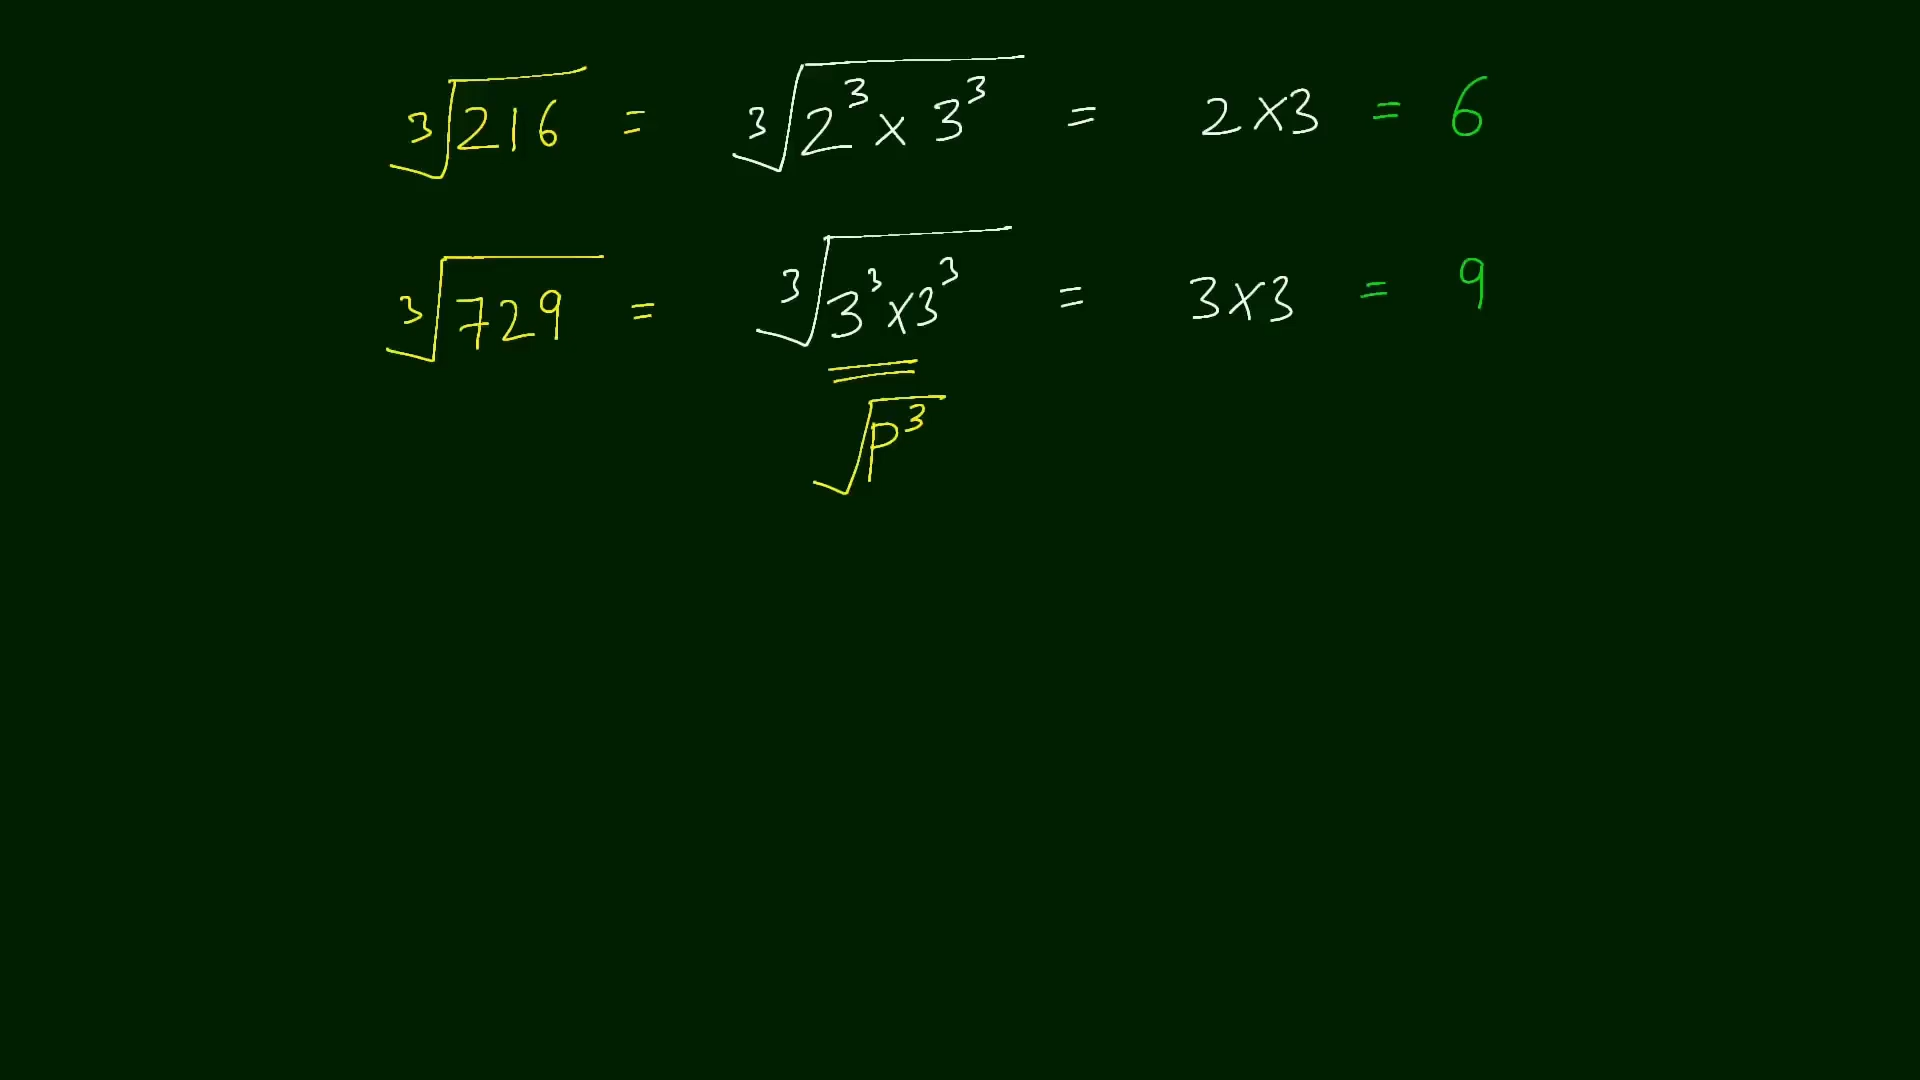 ∛216 = ∛(2³ × 3³) = 2 × 3 = 6
∛729 = ∛(3³ × 3³) = 3 × 3 = 9
√P³